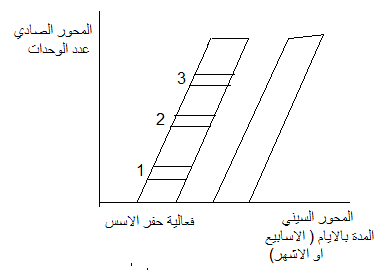 المحور الصادي
عدد الوحدات
3
2
1
فعالية حفر الاسس
المحور السيني
المدة بالايام ( الاسابيع
او الاشهر)